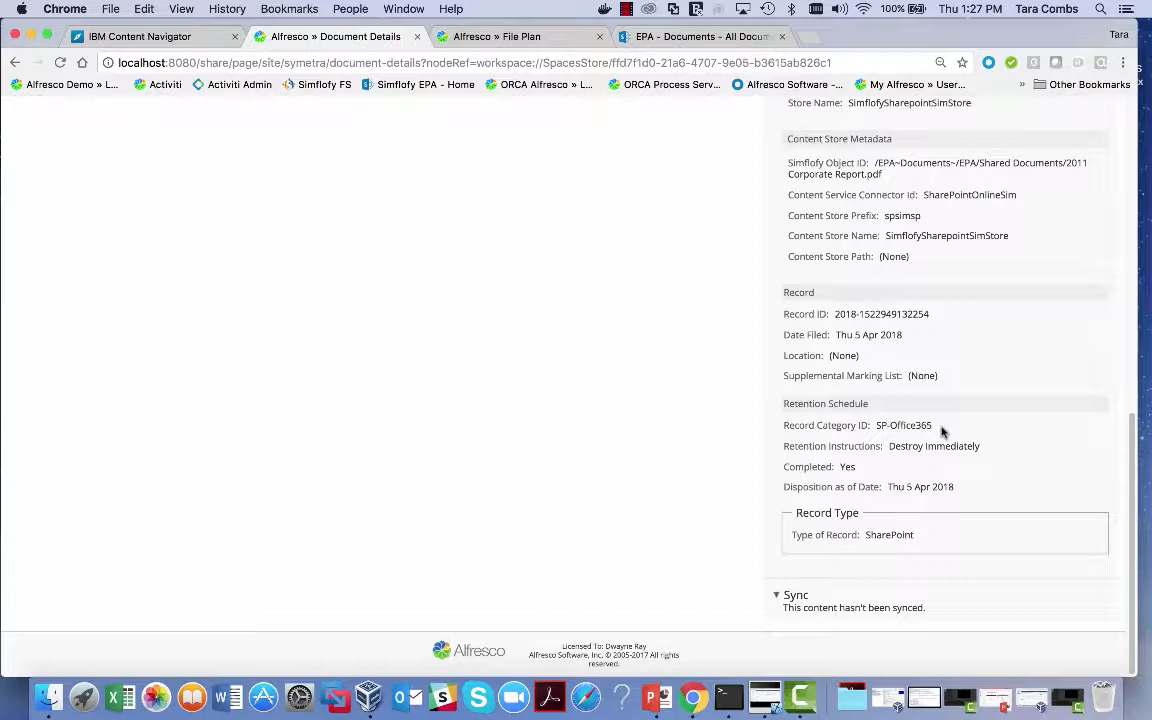 Chrome File Edit View History Bookmarks People Window Help 100% Thu 1:27 PM Tara Combs
IBM Content Navigator × Alfresco » Document Details × Alfresco » File Plan × EPA - Documents - All Docum × Tara
localhost:8080/share/page/site/symetra/document-details?nodeRef=workspace://SpacesStore/ffd7f1d0-21a6-4707-9e05-b3615ab826c1
Alfresco Demo » L... Activiti Activiti Admin Simflofy FS Simflofy EPA - Home ORCA Alfresco » L... ORCA Process Serv... Alfresco Software -... My Alfresco » User... » Other Bookmarks
Store Name: SimflofySharepointSimStore
Content Store Metadata
Simflofy Object ID: /EPA~Documents~/EPA/Shared Documents/2011
Corporate Report.pdf
Content Service Connector Id: SharePointOnlineSim
Content Store Prefix: spsimsp
Content Store Name: SimflofySharepointSimStore
Content Store Path: (None)
Record
Record ID: 2018-1522949132254
Date Filed: Thu 5 Apr 2018
Location: (None)
Supplemental Marking List: (None)
Retention Schedule
Record Category ID: SP-Office365
Retention Instructions: Destroy Immediately
Completed: Yes
Disposition as of Date: Thu 5 Apr 2018
Record Type
Type of Record: SharePoint
Sync
This content hasn't been synced.
Alfresco
Licensed To: Dwayne Ray
Alfresco Software, Inc. © 2005-2017 All rights
reserved.